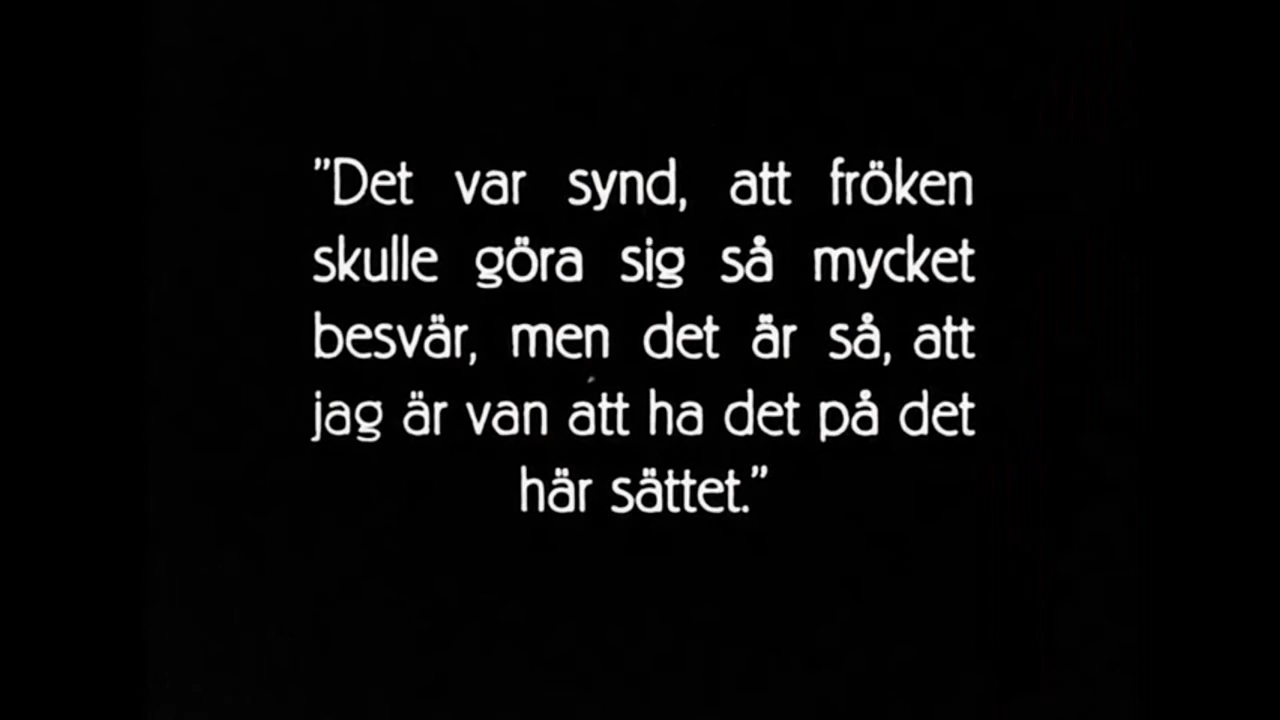 ”Det var synd, att fröken
skulle göra sig så mycket
besvär, men det är så, att
jag är van att ha det på det
här sättet.”